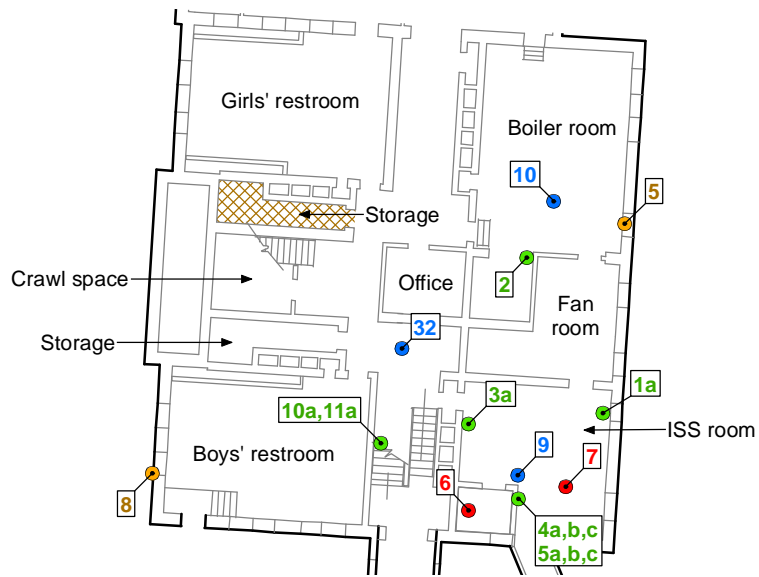 Girls' restroom
Boiler room
10
5
Storage
2
Crawl space
Office
Fan
room
32
Storage
10a,11a
3a
1a
ISS room
Boys' restroom
9
7
6
8
4a,b,c
5a,b,c